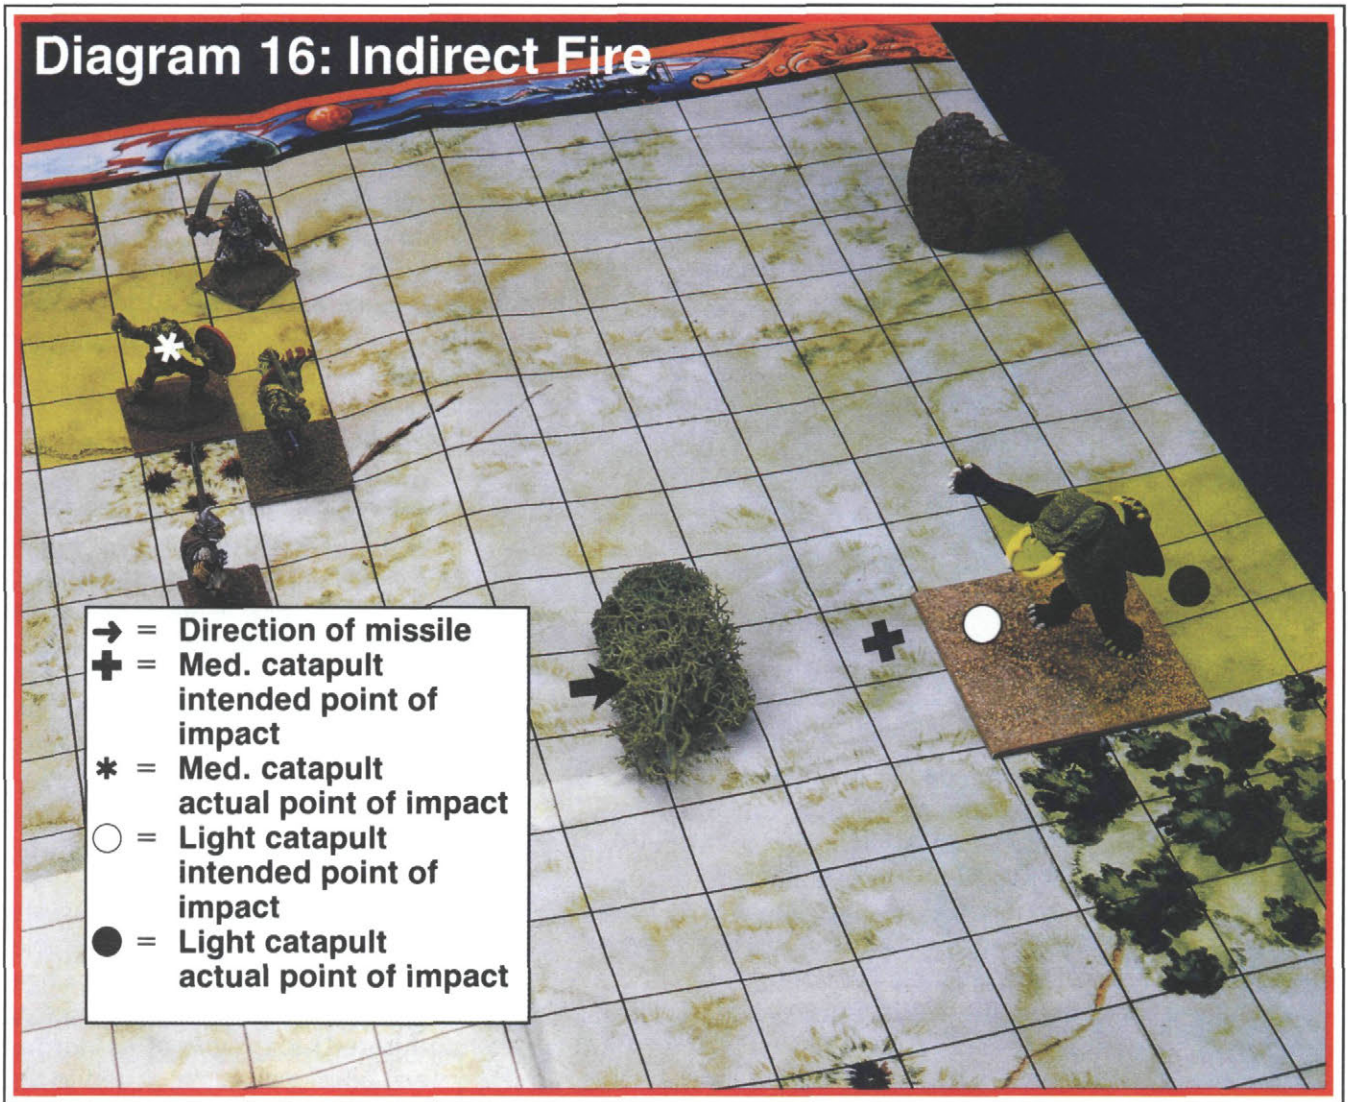 Diagram 16: Indirect Fire
→ = Direction of missile
✚ = Med. catapult
intended point of
impact
* = Med. catapult
actual point of impact
○ = Light catapult
intended point of
impact
● = Light catapult
actual point of impact